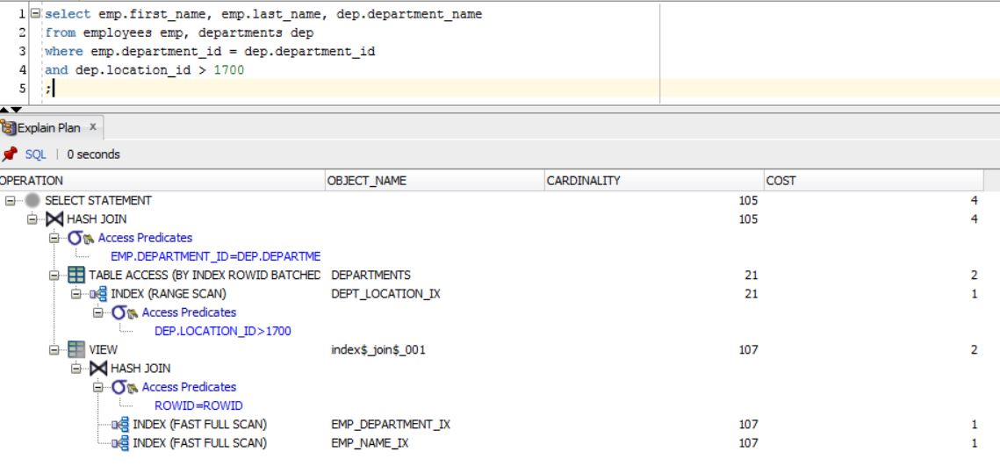 1 select emp.first_name, emp.last_name, dep.department_name
2 from employees emp, departments dep
3 where emp.department_id = dep.department_id
4 and dep.location_id > 1700
5 ;
Explain Plan x
SQL | 0 seconds
OPERATION OBJECT_NAME CARDINALITY COST
SELECT STATEMENT 105 4
HASH JOIN 105 4
Access Predicates
EMP.DEPARTMENT_ID=DEP.DEPARTME
TABLE ACCESS (BY INDEX ROWID BATCHED DEPARTMENTS 21 2
INDEX (RANGE SCAN) DEPT_LOCATION_IX 21 1
Access Predicates
DEP.LOCATION_ID>1700
VIEW index$_join$_001 107 2
HASH JOIN
Access Predicates
ROWID=ROWID
INDEX (FAST FULL SCAN) EMP_DEPARTMENT_IX 107 1
INDEX (FAST FULL SCAN) EMP_NAME_IX 107 1